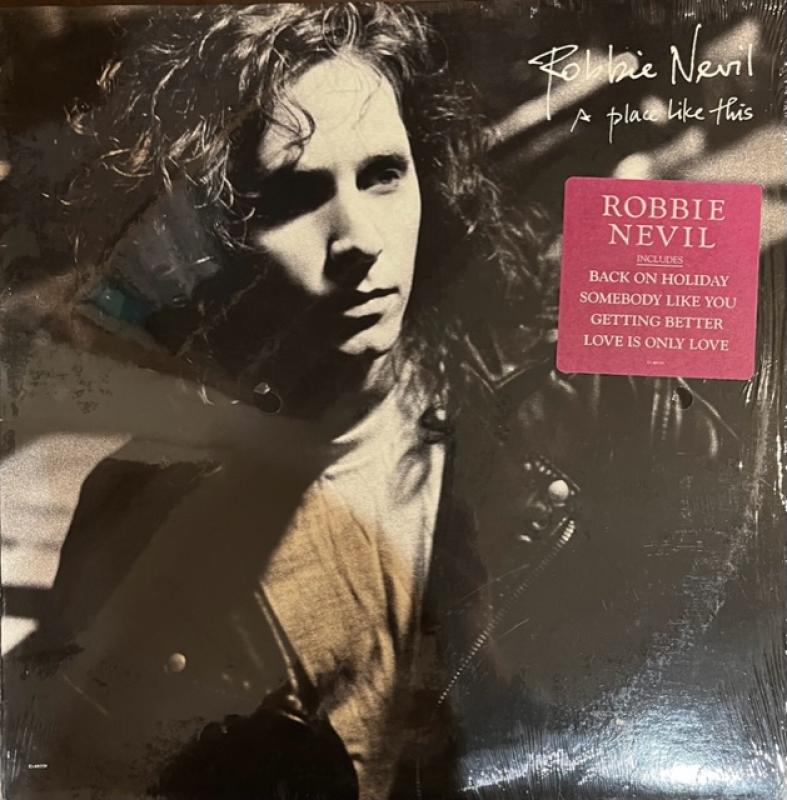 Robbie Nevil
A place like this
ROBBIE
NEVIL
INCLUDES
BACK ON HOLIDAY
SOMEBODY LIKE YOU
GETTING BETTER
LOVE IS ONLY LOVE